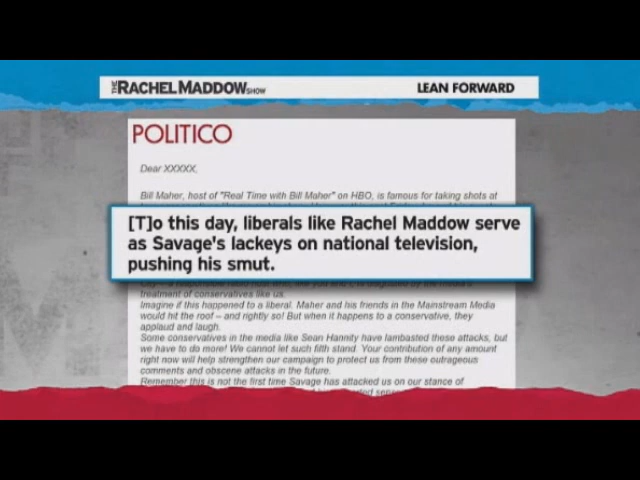 THE RACHEL MADDOW SHOW LEAN FORWARD
POLITICO
Dear XXXXX,
Bill Maher, host of "Real Time with Bill Maher" on HBO, is famous for taking shots at
[T]o this day, liberals like Rachel Maddow serve
as Savage's lackeys on national television,
pushing his smut.
treatment of conservatives like us.
Imagine if this happened to a liberal. Maher and his friends in the Mainstream Media
would hit the roof – and rightly so! But when it happens to a conservative, they
applaud and laugh.
Some conservatives in the media like Sean Hannity have lambasted these attacks, but
we have to do more! We cannot let such filth stand. Your contribution of any amount
right now will help strengthen our campaign to protect us from these outrageous
comments and obscene attacks in the future.
Remember this is not the first time Savage has attacked us on our stance of